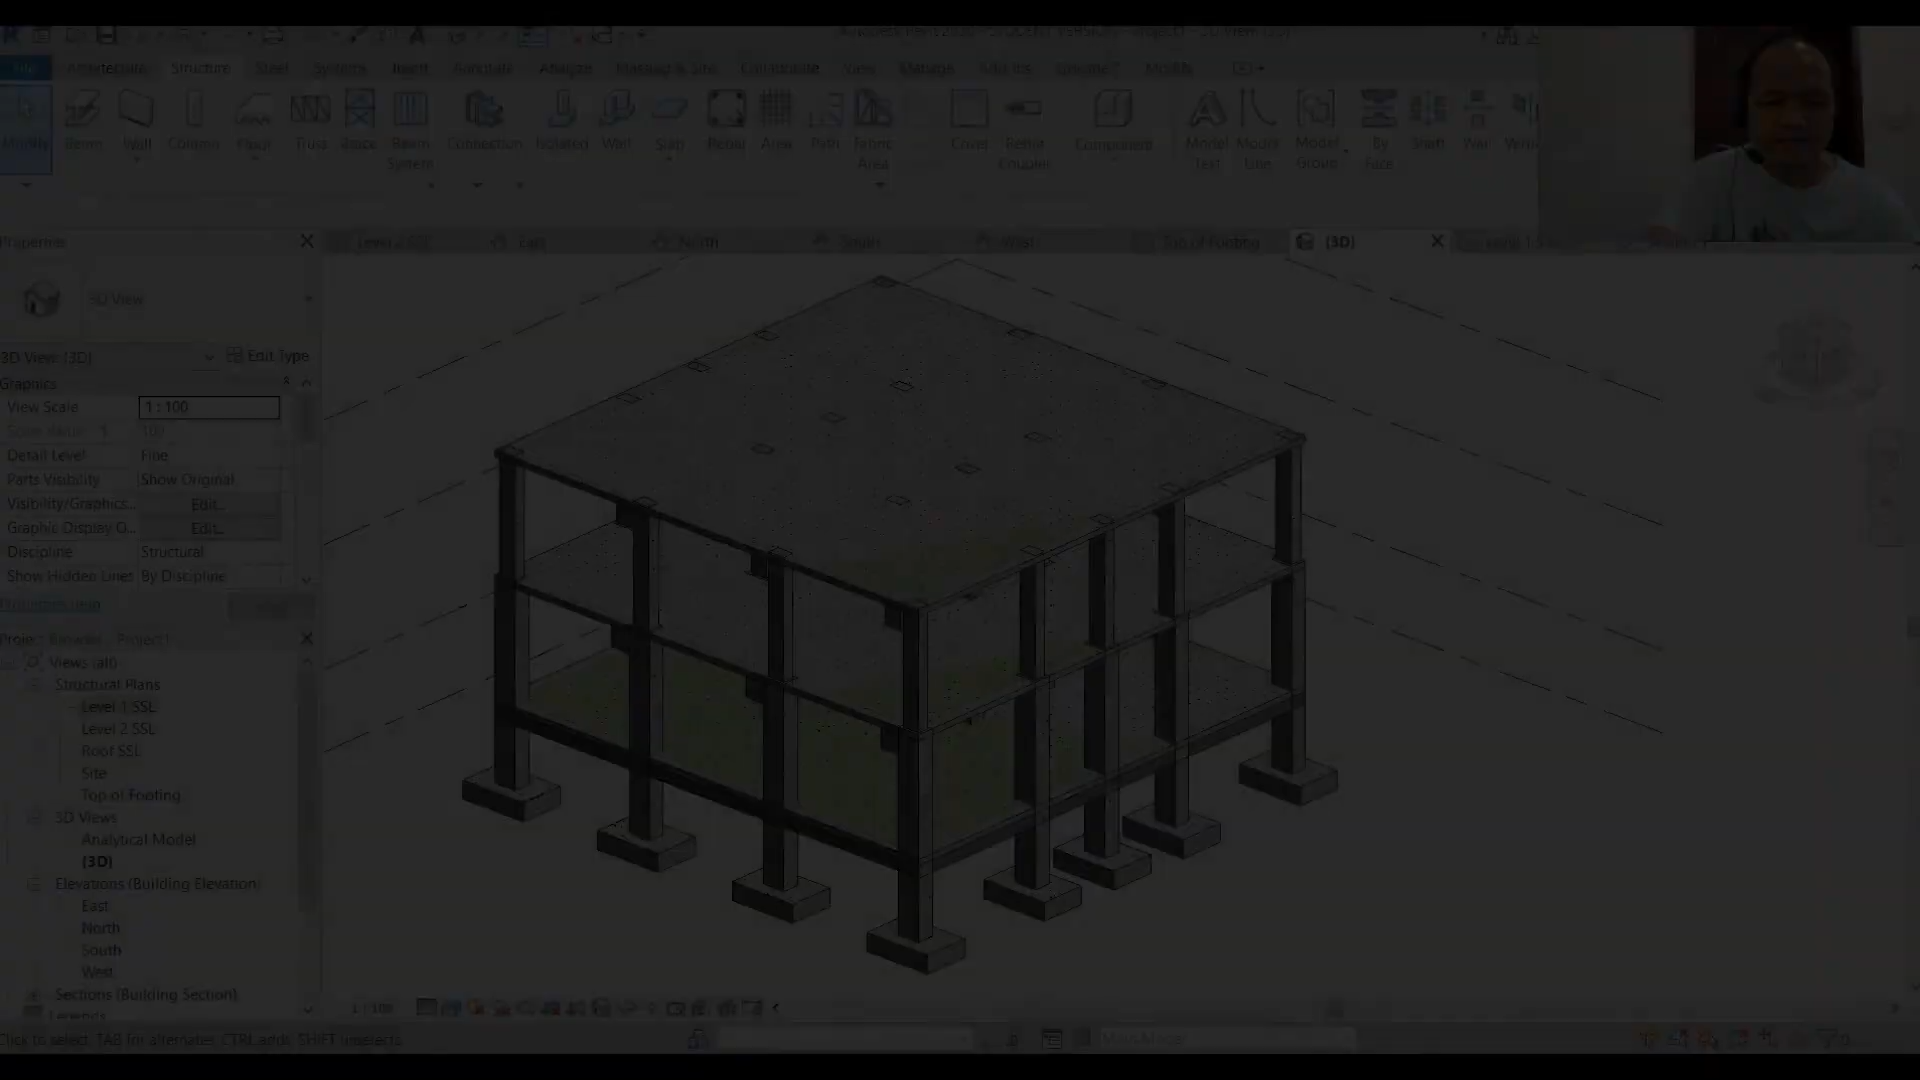 File Architecture Structure Steel Systems Insert Annotate Analyze Massing & Site Collaborate View Manage Add-Ins Modify
Modify Beam Wall Column Floor Truss Brace Beam System Connection Isolated Wall Slab Rebar Area Path Fabric Area Cover Rebar Coupler Component Model Text Model Line Model Group By Face Shaft Wall
Properties
East North South West Top of Footing {3D}
3D View
3D View: {3D} Edit Type
Graphics
View Scale 1 : 100
Detail Level Fine
Parts Visibility Show Original
Visibility/Graphics... Edit...
Graphic Display O... Edit...
Discipline Structural
Show Hidden Lines By Discipline
Properties help
Project Browser - Project1
Views (all)
Structural Plans
Level 1 SSL
Level 2 SSL
Roof SSL
Site
Top of Footing
3D Views
Analytical Model
{3D}
Elevations (Building Elevation)
East
North
South
West
Sections (Building Section)
Legends
1 : 100
Click to select, TAB for alternates, CTRL adds, SHIFT unselects.
Main Model